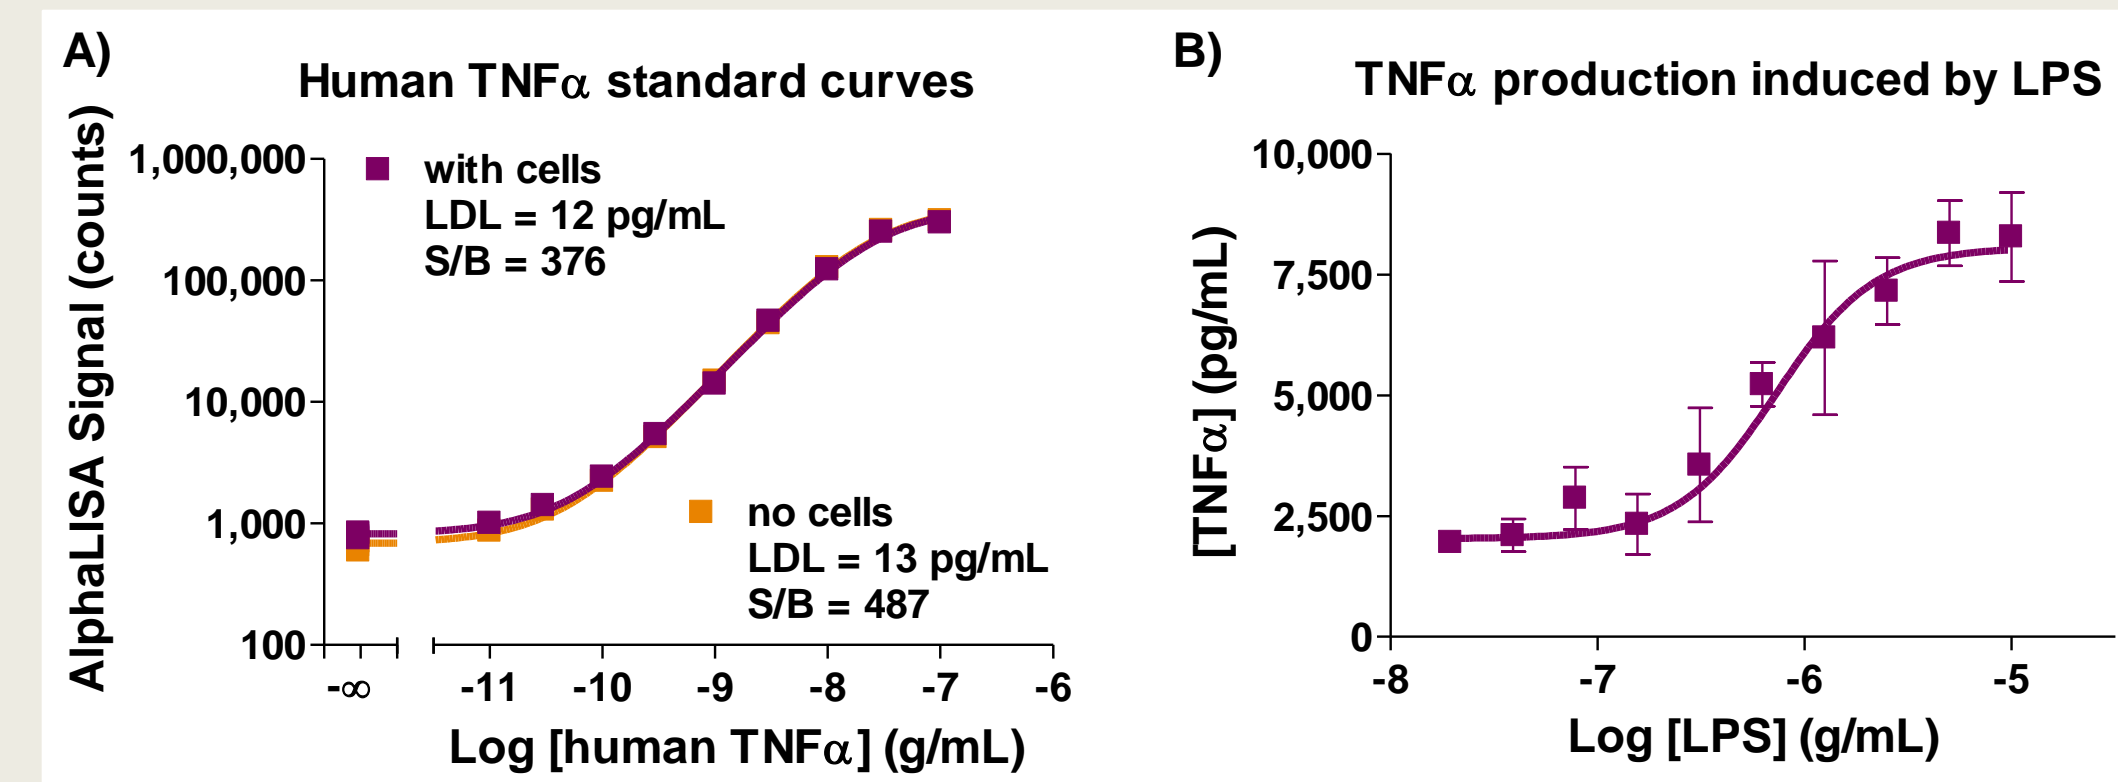 A)
Human TNFα standard curves
AlphaLISA Signal (counts)
1,000,000
100,000
10,000
1,000
100
with cells
LDL = 12 pg/mL
S/B = 376
no cells
LDL = 13 pg/mL
S/B = 487
-∞
-11
-10
-9
-8
-7
-6
Log [human TNFα] (g/mL)
B)
TNFα production induced by LPS
[TNFα] (pg/mL)
10,000
7,500
5,000
2,500
0
-8
-7
-6
-5
Log [LPS] (g/mL)